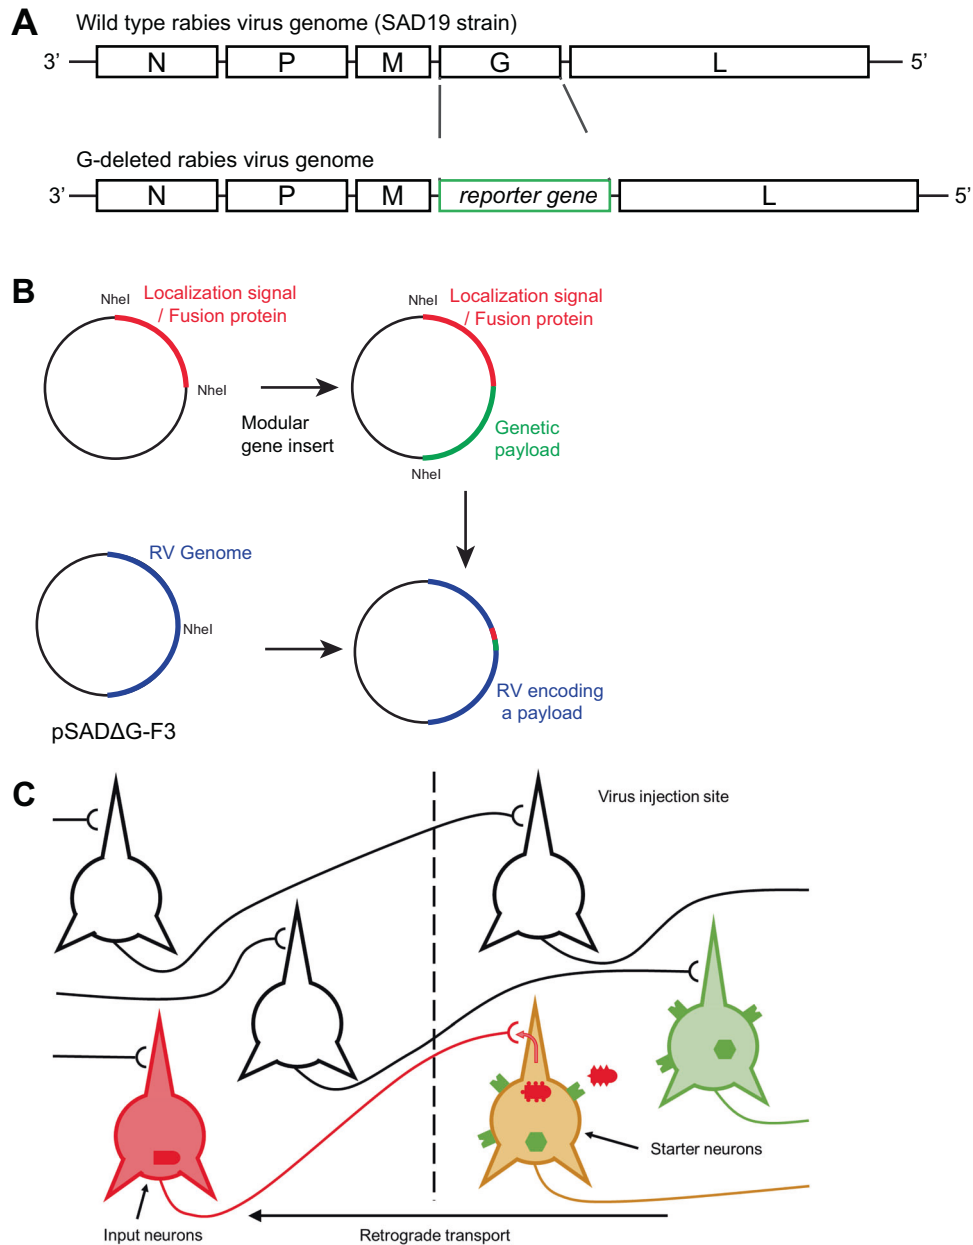 A
Wild type rabies virus genome (SAD19 strain)
3’ N P M G L 5’
G-deleted rabies virus genome
3’ N P M reporter gene L 5’
B
NheI
Localization signal
/ Fusion protein
NheI
Modular
gene insert
NheI
Localization signal
/ Fusion protein
Genetic
payload
NheI
RV Genome
NheI
pSADΔG-F3
RV encoding
a payload
C
Virus injection site
Starter neurons
Input neurons
Retrograde transport